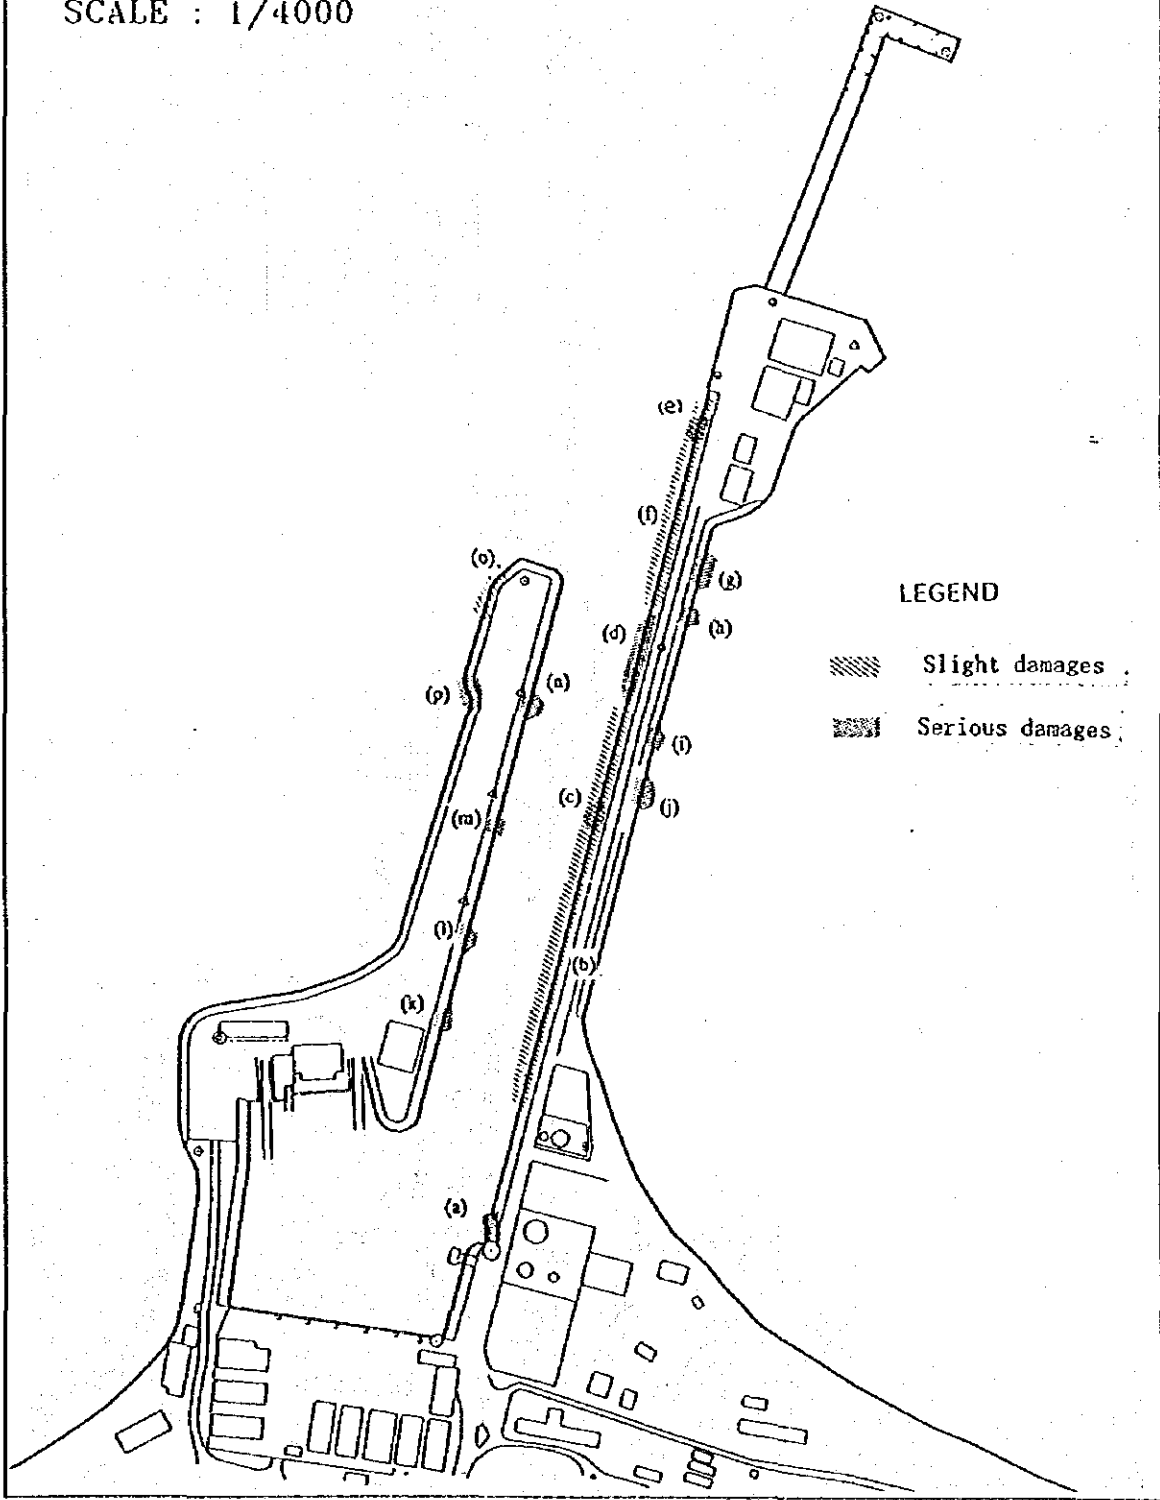 SCALE : 1/4000
(e)
(f)
(o)
(g)
LEGEND
(d)
(h)
Slight damages
(p)
(n)
(i)
Serious damages
(c)
(j)
(m)
(l)
(b)
(k)
(a)